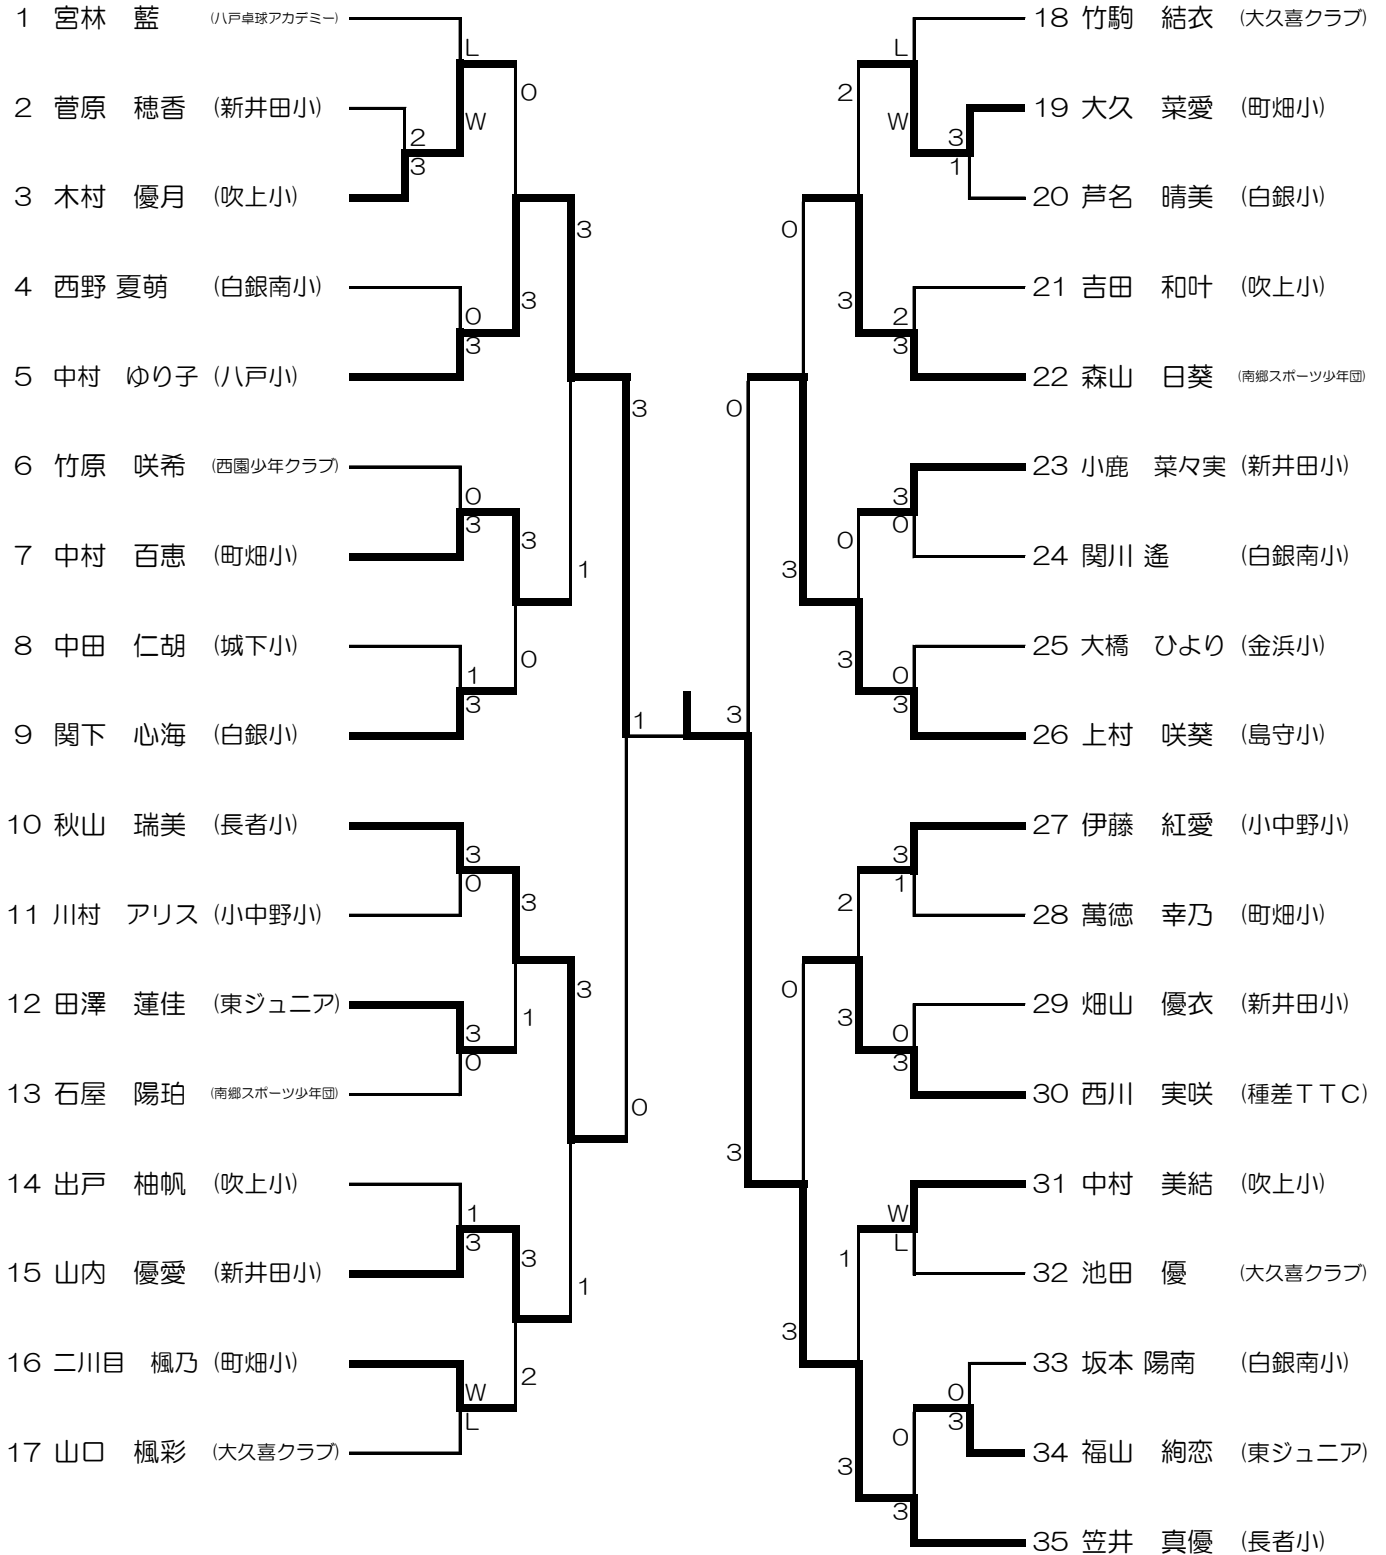 1 宮林 藍 (八戸卓球アカデミー)
L
0
2 菅原 穂香 (新井田小)
W
2
3
3 木村 優月 (吹上小)
3
4 西野 夏萌 (白銀南小)
3
0
3
5 中村 ゆり子 (八戸小)
3
6 竹原 咲希 (西園少年クラブ)
0
3
3
7 中村 百恵 (町畑小)
1
8 中田 仁胡 (城下小)
0
1
3
9 関下 心海 (白銀小)
1
10 秋山 瑞美 (長者小)
3
0
3
11 川村 アリス (小中野小)
3
12 田澤 蓮佳 (東ジュニア)
1
3
0
13 石屋 陽珀 (南郷スポーツ少年団)
0
14 出戸 柚帆 (吹上小)
1
3
3
15 山内 優愛 (新井田小)
1
16 二川目 楓乃 (町畑小)
2
W
L
17 山口 楓彩 (大久喜クラブ)
18 竹駒 結衣 (大久喜クラブ)
L
2
19 大久 菜愛 (町畑小)
W
3
1
20 芦名 晴美 (白銀小)
0
21 吉田 和叶 (吹上小)
3
2
3
22 森山 日葵 (南郷スポーツ少年団)
0
23 小鹿 菜々実 (新井田小)
3
0
0
24 関川 遙 (白銀南小)
3
25 大橋 ひより (金浜小)
3
0
3
26 上村 咲葵 (島守小)
3
27 伊藤 紅愛 (小中野小)
3
1
2
28 萬徳 幸乃 (町畑小)
0
29 畑山 優衣 (新井田小)
3
0
3
30 西川 実咲 (種差TTC)
3
31 中村 美結 (吹上小)
W
L
1
32 池田 優 (大久喜クラブ)
3
33 坂本 陽南 (白銀南小)
0
3
0
34 福山 絢恋 (東ジュニア)
3
3
35 笠井 真優 (長者小)